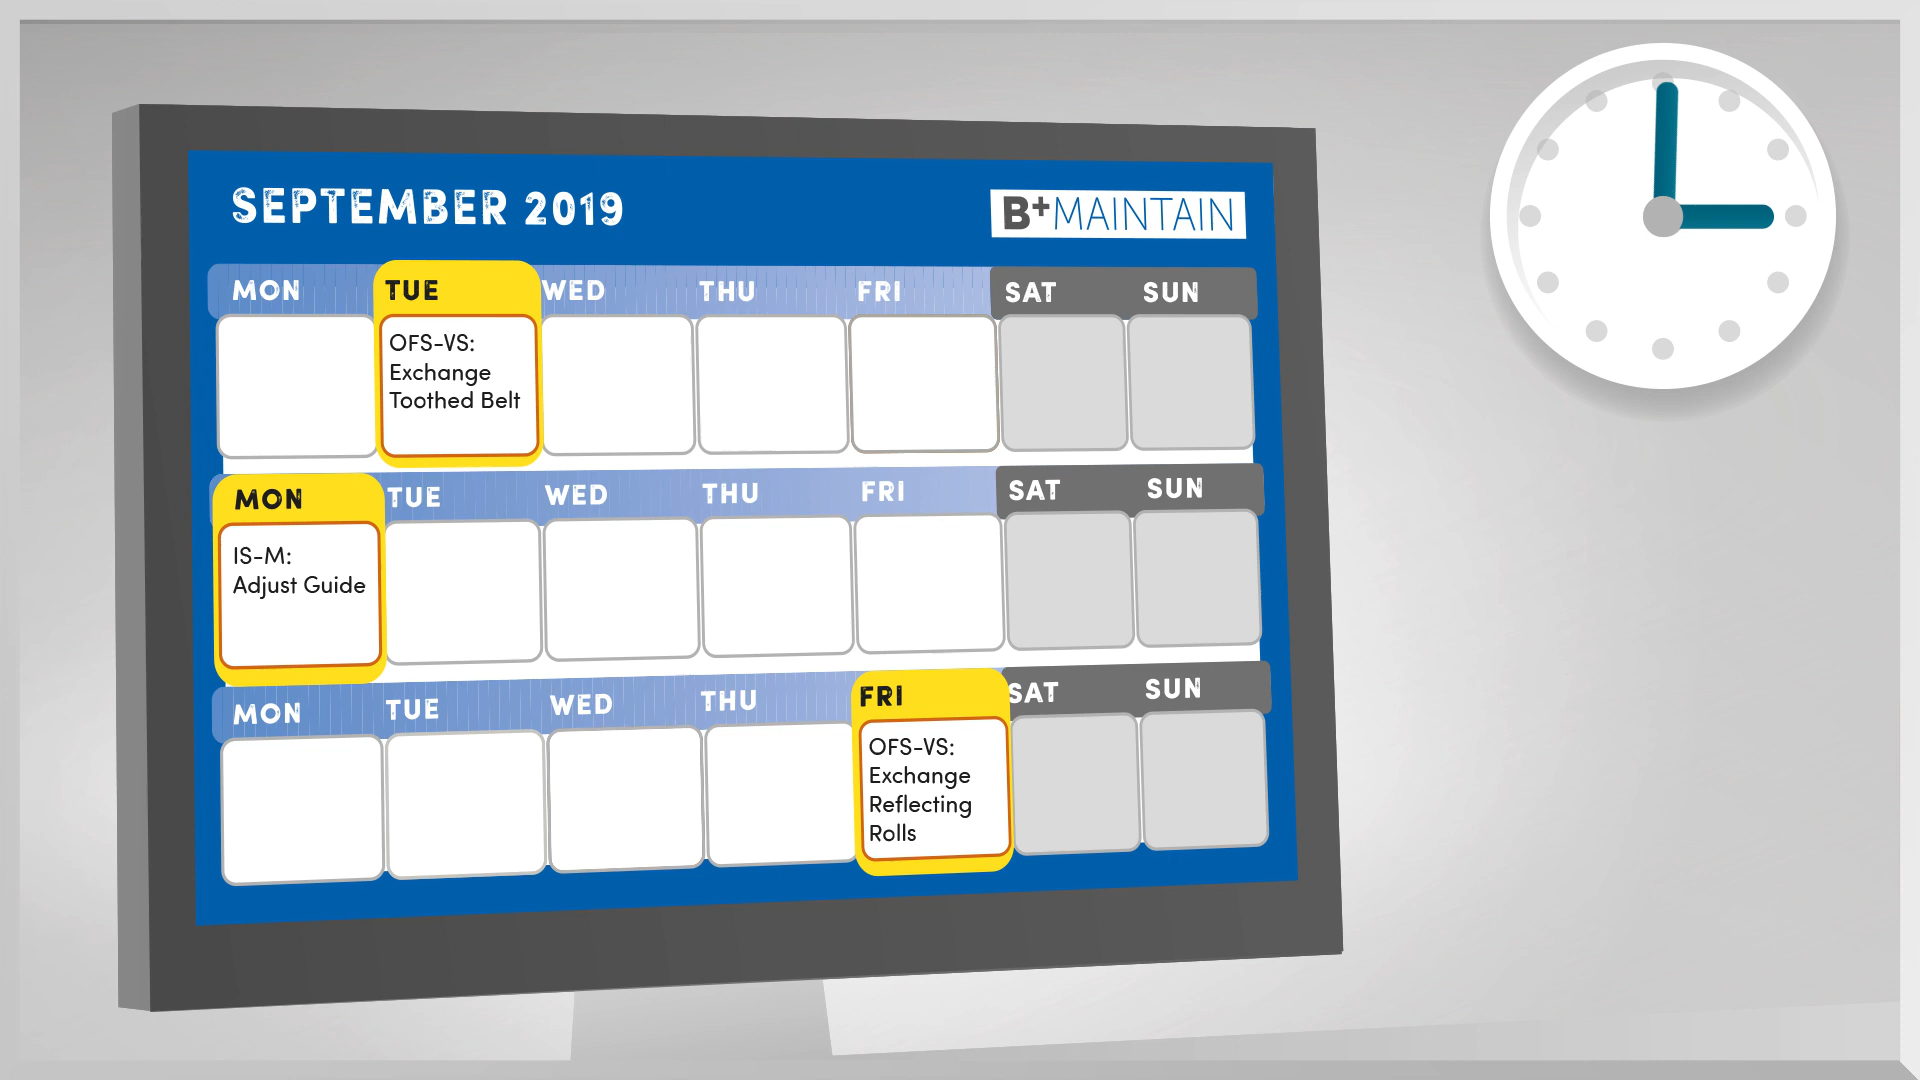 SEPTEMBER 2019
B+MAINTAIN
MON TUE WED THU FRI SAT SUN
OFS-VS:
Exchange
Toothed Belt
MON TUE WED THU FRI SAT SUN
IS-M:
Adjust Guide
MON TUE WED THU FRI SAT SUN
OFS-VS:
Exchange
Reflecting
Rolls